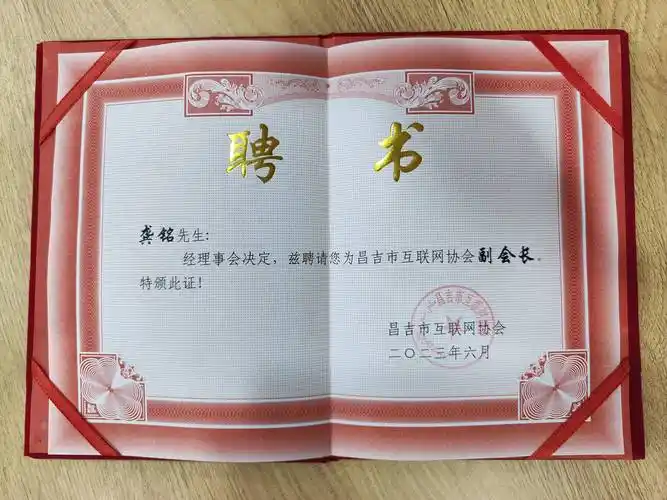 聘书
龚铭先生:
经理事会决定，兹聘请您为昌吉市互联网协会副会长。
特颁此证!
昌吉市互联网协会
二〇二三年六月